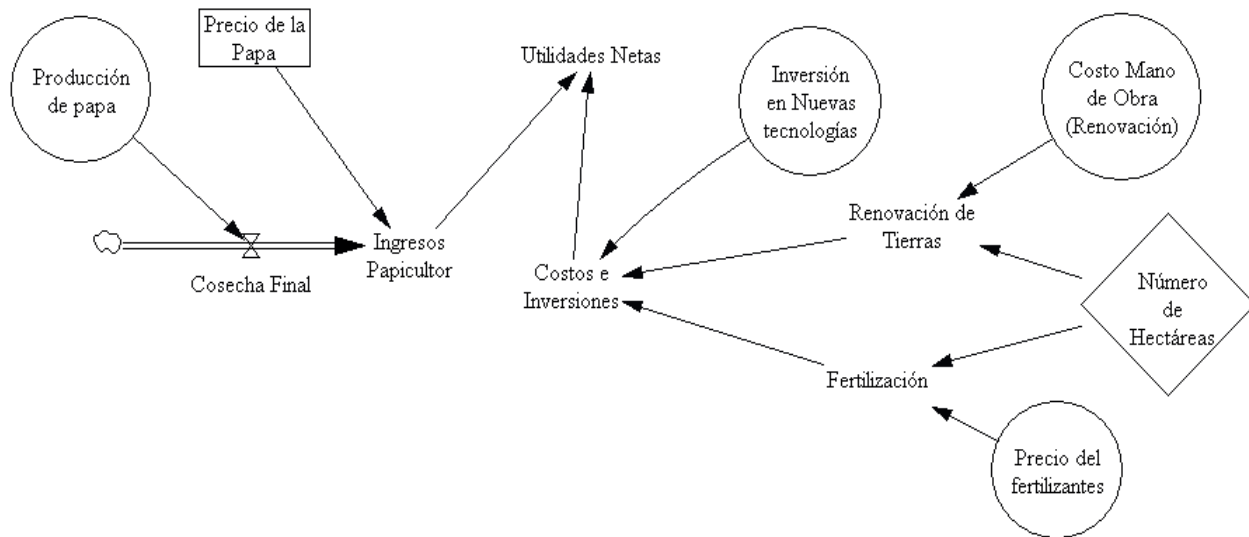 Producción
de papa
Precio de la
Papa
Utilidades Netas
Inversión
en Nuevas
tecnologías
Costo Mano
de Obra
(Renovación)
Cosecha Final
Ingresos
Papicultor
Costos e
Inversiones
Renovación de
Tierras
Número
de
Hectáreas
Fertilización
Precio del
fertilizantes